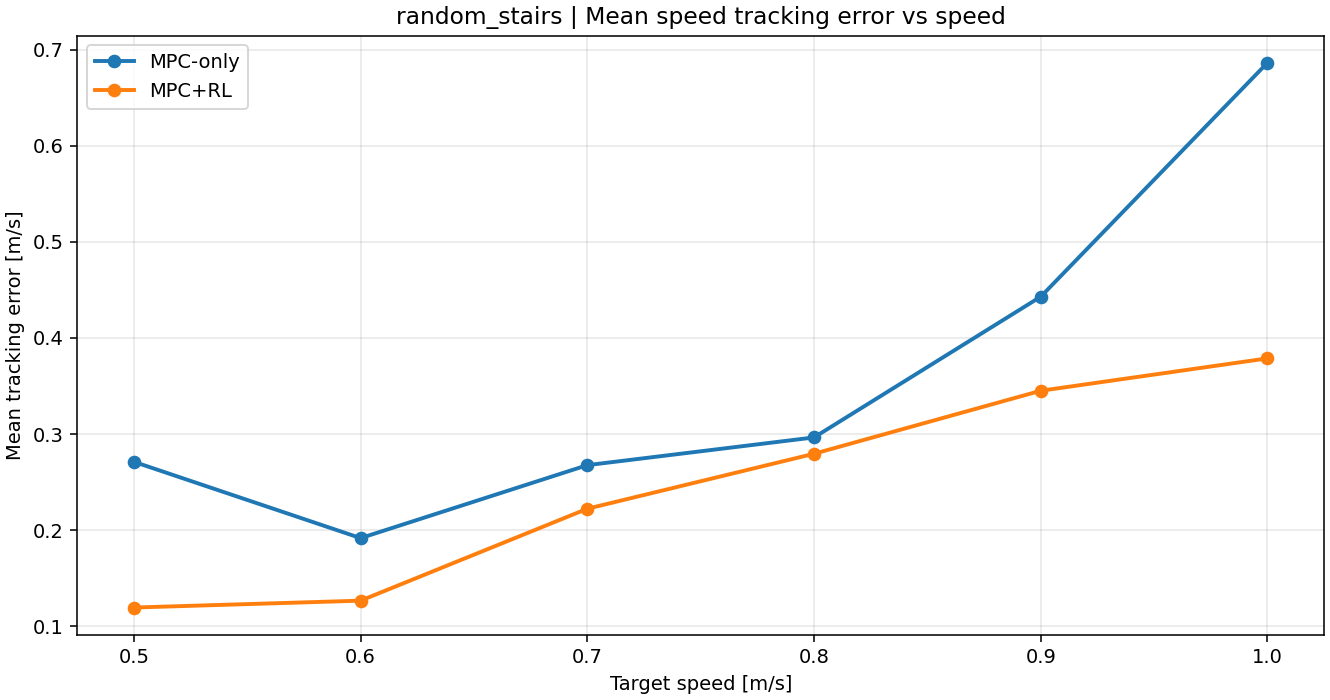 random_stairs | Mean speed tracking error vs speed
MPC-only
MPC+RL
Mean tracking error [m/s]
0.7
0.6
0.5
0.4
0.3
0.2
0.1
0.5 0.6 0.7 0.8 0.9 1.0
Target speed [m/s]